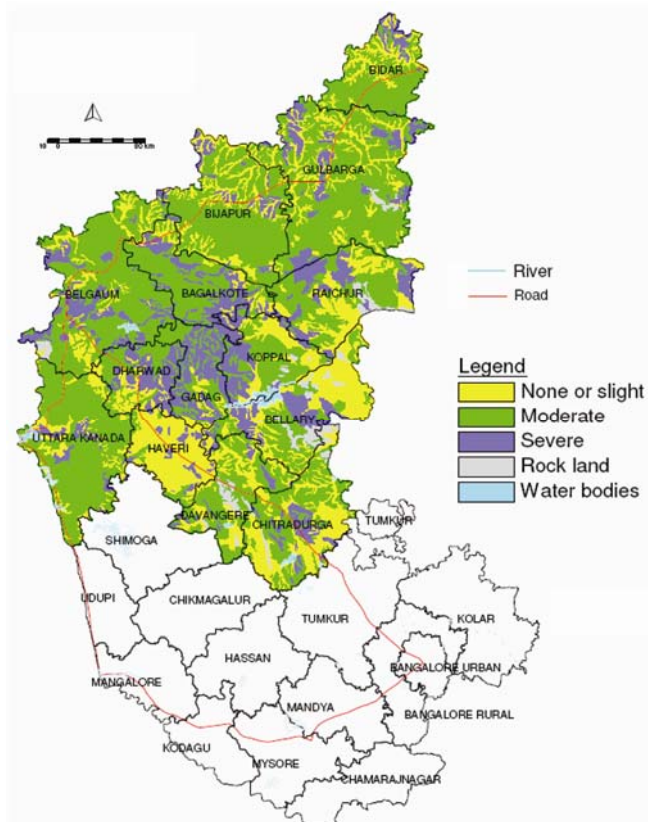 BIDAR
GULBARGA
BIJAPUR
BELGAUM
BAGALKOTE
RAICHUR
DHARWAD
KOPPAL
GADAG
UTTARA KANADA
HAVERI
BELLARY
DAVANGERE
CHITRADURGA
TUMKUR
SHIMOGA
UDUPI
CHIKMAGALUR
TUMKUR
KOLAR
HASSAN
BANGALORE URBAN
MANGALORE
MANDYA
BANGALORE RURAL
KODAGU
MYSORE
CHAMARAJNAGAR
River
Road
Legend
None or slight
Moderate
Severe
Rock land
Water bodies